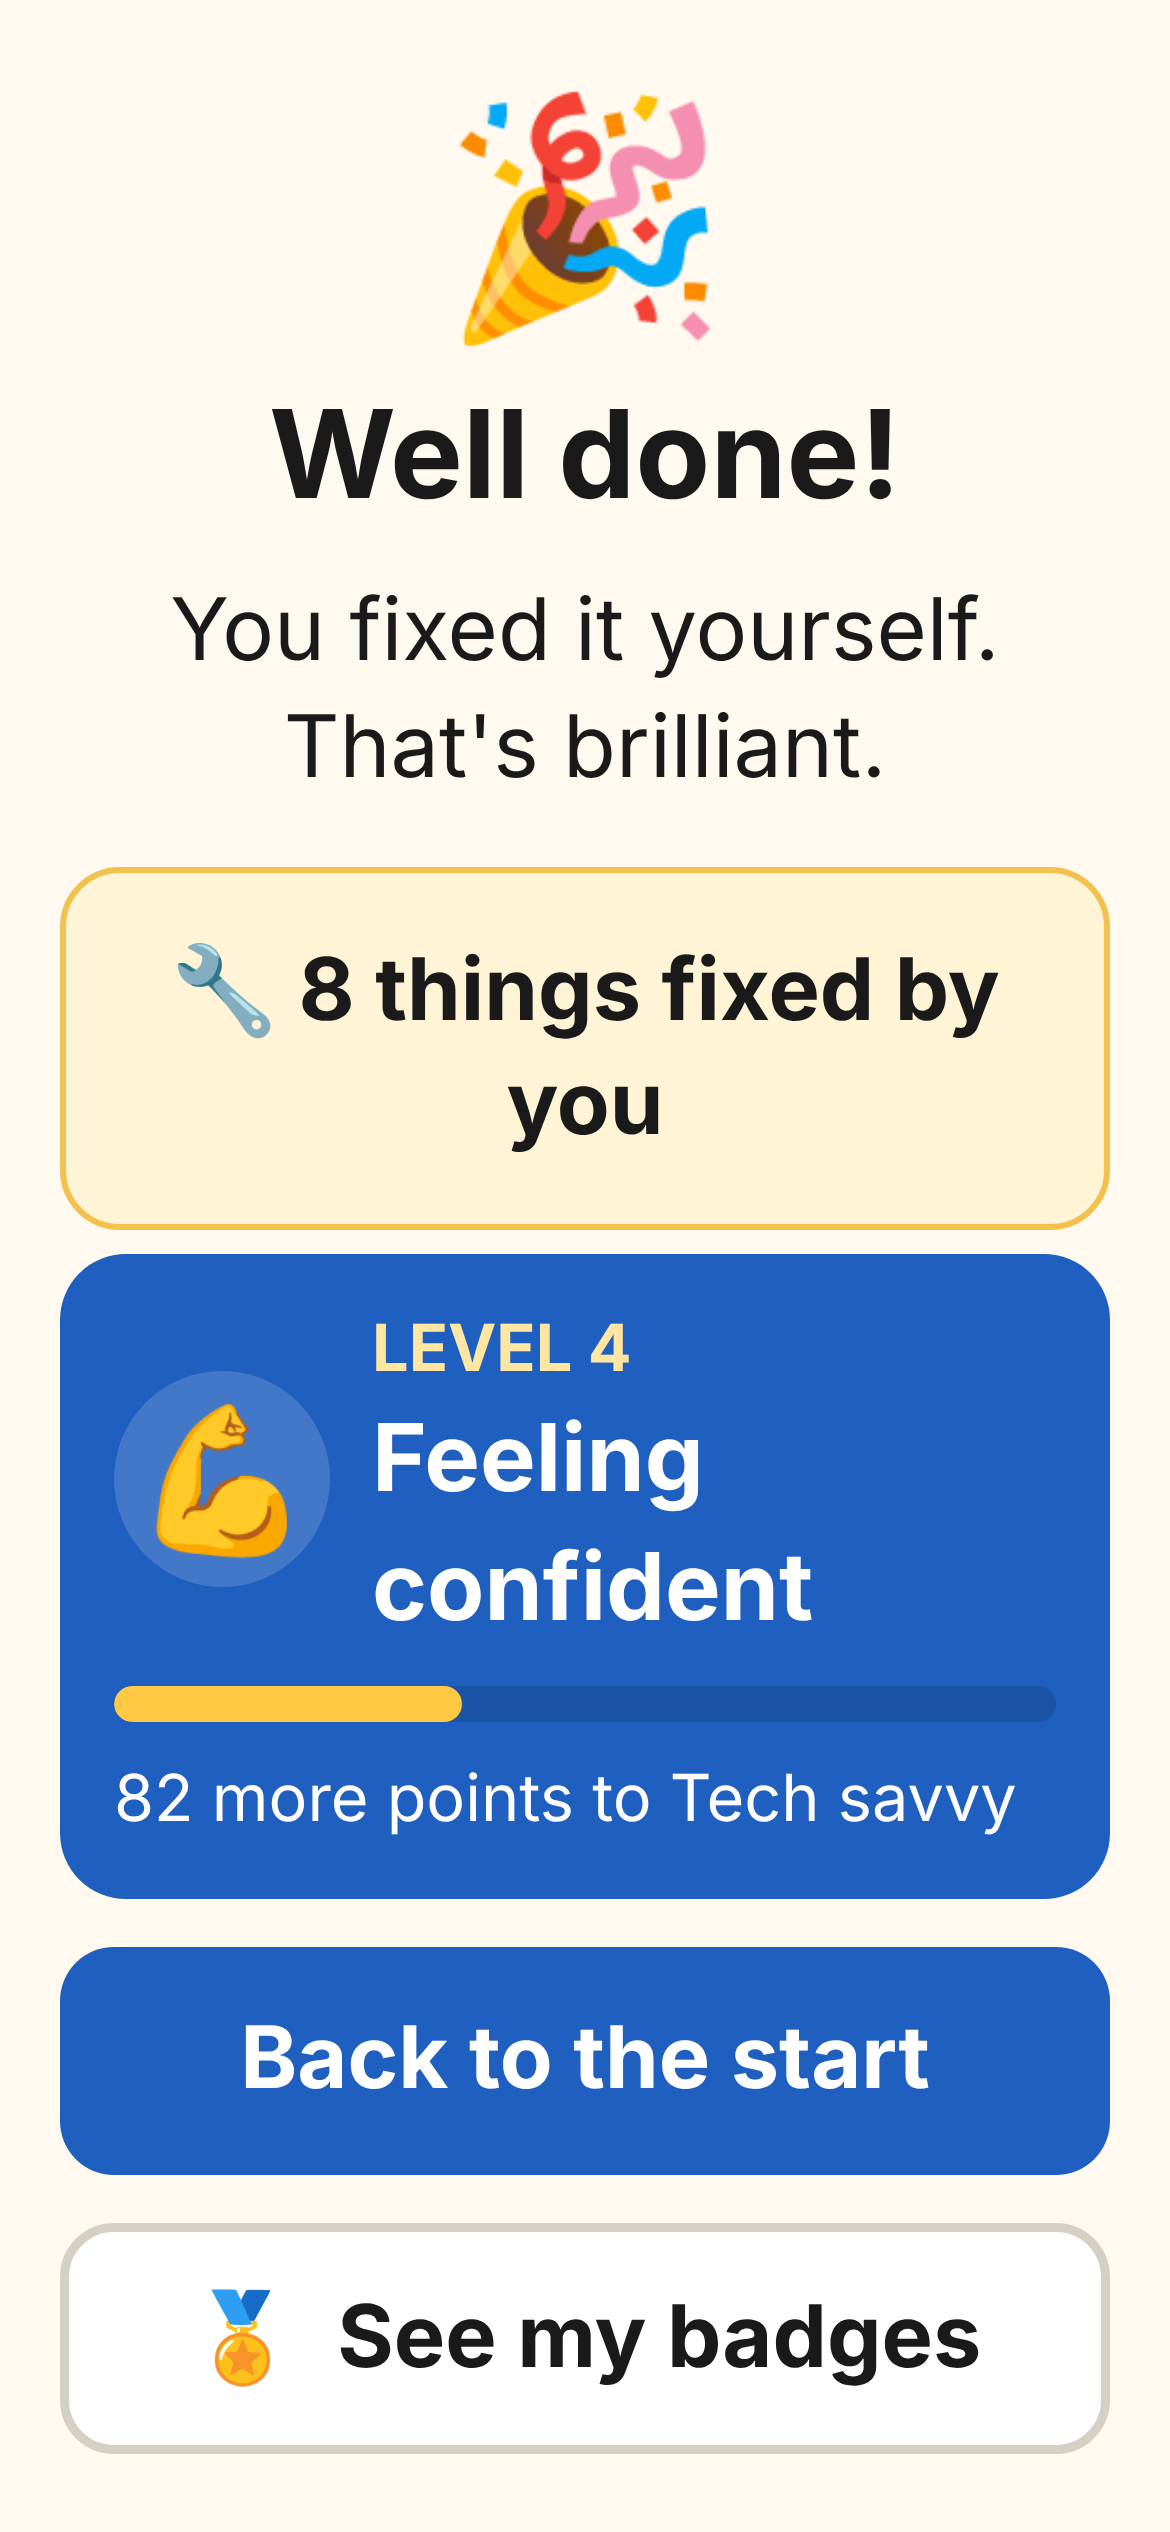 Well done!
You fixed it yourself.
That's brilliant.
8 things fixed by
you
LEVEL 4
Feeling
confident
82 more points to Tech savvy
Back to the start
See my badges